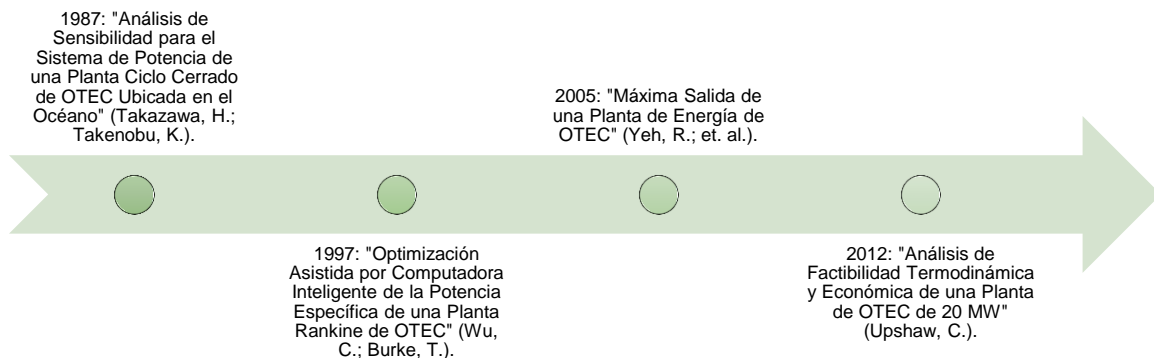 1987: "Análisis de
Sensibilidad para el
Sistema de Potencia de
una Planta Ciclo Cerrado
de OTEC Ubicada en el
Océano" (Takazawa, H.;
Takenobu, K.).
1997: "Optimización
Asistida por Computadora
Inteligente de la Potencia
Específica de una Planta
Rankine de OTEC" (Wu,
C.; Burke, T.).
2005: "Máxima Salida de
una Planta de Energía de
OTEC" (Yeh, R.; et. al.).
2012: "Análisis de
Factibilidad Termodinámica
y Económica de una Planta
de OTEC de 20 MW"
(Upshaw, C.).